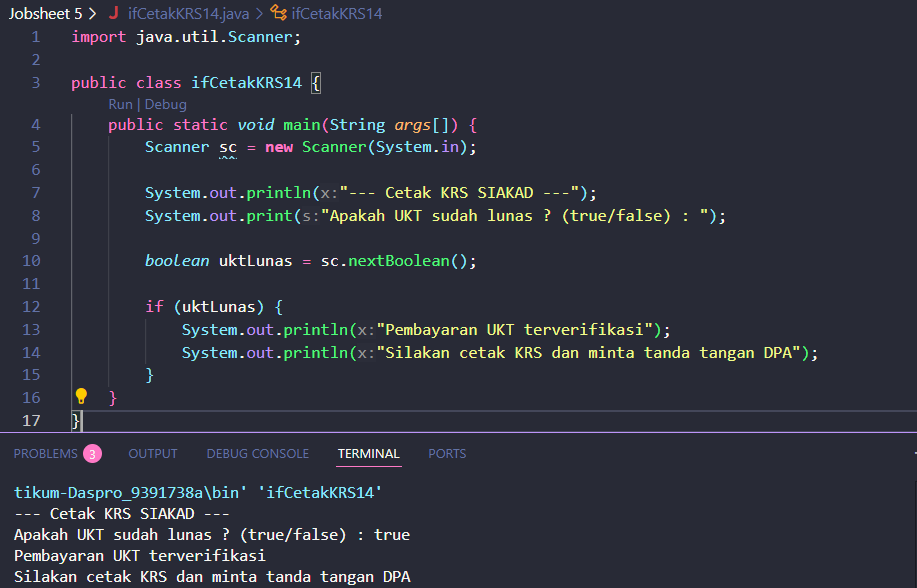 Jobsheet 5 > J ifCetakKRS14.java > ifCetakKRS14
1 import java.util.Scanner;
2
3 public class ifCetakKRS14 {
Run | Debug
4 public static void main(String args[]) {
5 Scanner sc = new Scanner(System.in);
6
7 System.out.println(x:"--- Cetak KRS SIAKAD ---");
8 System.out.print(s:"Apakah UKT sudah lunas ? (true/false) : ");
9
10 boolean uktLunas = sc.nextBoolean();
11
12 if (uktLunas) {
13 System.out.println(x:"Pembayaran UKT terverifikasi");
14 System.out.println(x:"Silakan cetak KRS dan minta tanda tangan DPA");
15 }
16 }
17 }
PROBLEMS 3 OUTPUT DEBUG CONSOLE TERMINAL PORTS
tikum-Daspro_9391738a\bin' 'ifCetakKRS14'
--- Cetak KRS SIAKAD ---
Apakah UKT sudah lunas ? (true/false) : true
Pembayaran UKT terverifikasi
Silakan cetak KRS dan minta tanda tangan DPA